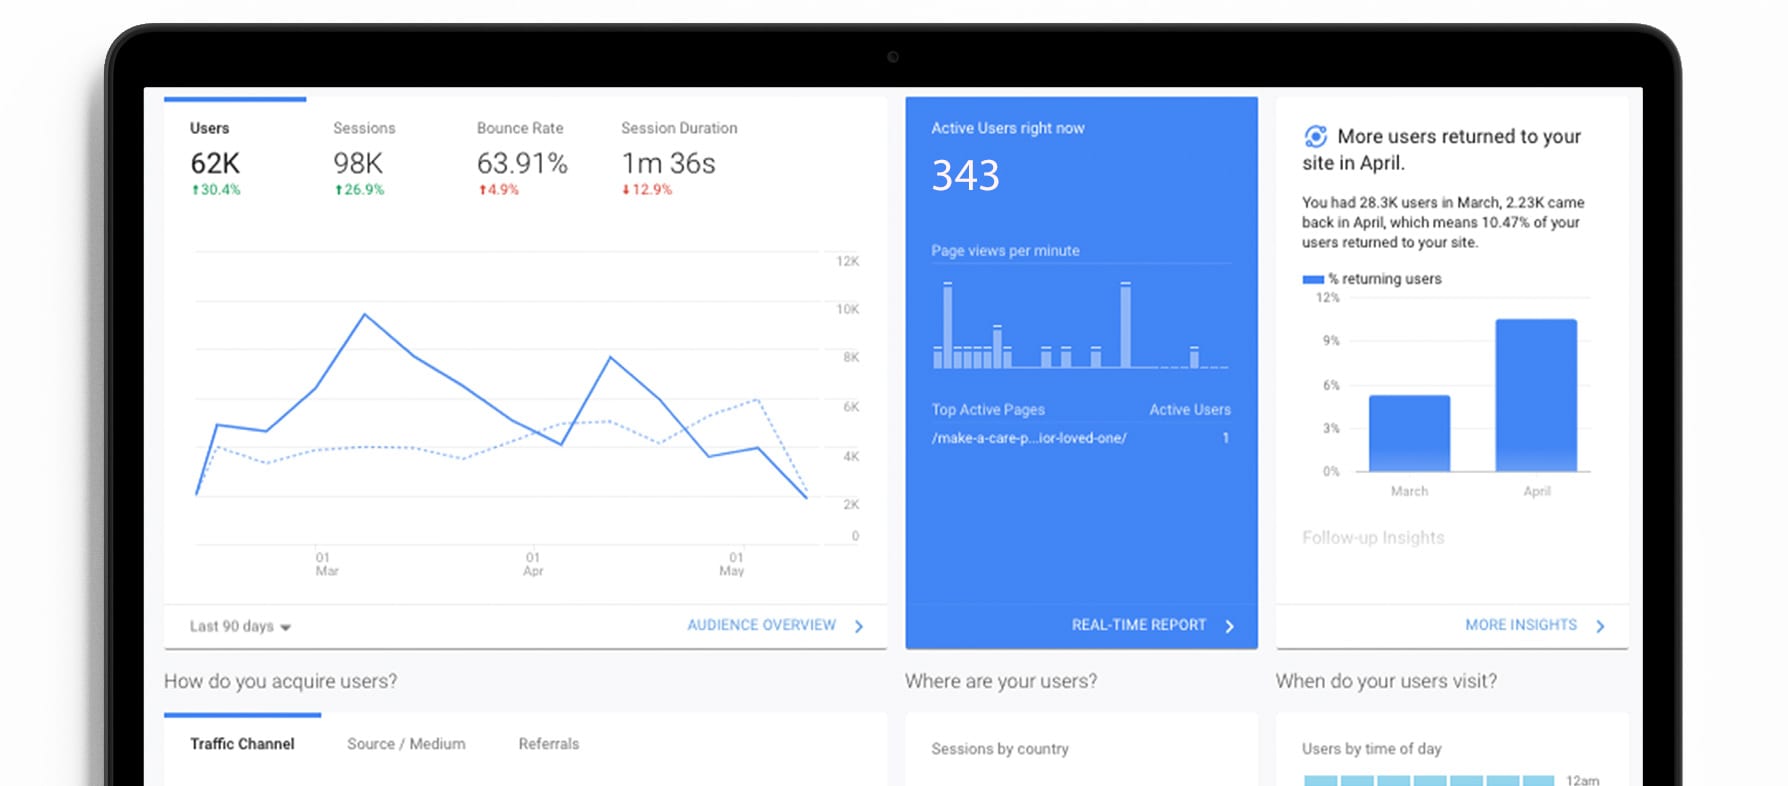 Users
62K
30.4%
Sessions
98K
26.9%
Bounce Rate
63.91%
4.9%
Session Duration
1m 36s
12.9%
12K
10K
8K
6K
4K
2K
0
01
Mar
01
Apr
01
May
Last 90 days
AUDIENCE OVERVIEW
Active Users right now
343
Page views per minute
Top Active Pages Active Users
/make-a-care-p...ior-loved-one/ 1
REAL-TIME REPORT
More users returned to your
site in April.
You had 28.3K users in March, 2.23K came
back in April, which means 10.47% of your
users returned to your site.
% returning users
12%
9%
6%
3%
0%
March April
Follow-up Insights
MORE INSIGHTS
How do you acquire users?
Traffic Channel Source / Medium Referrals
Where are your users?
Sessions by country
When do your users visit?
Users by time of day
12am